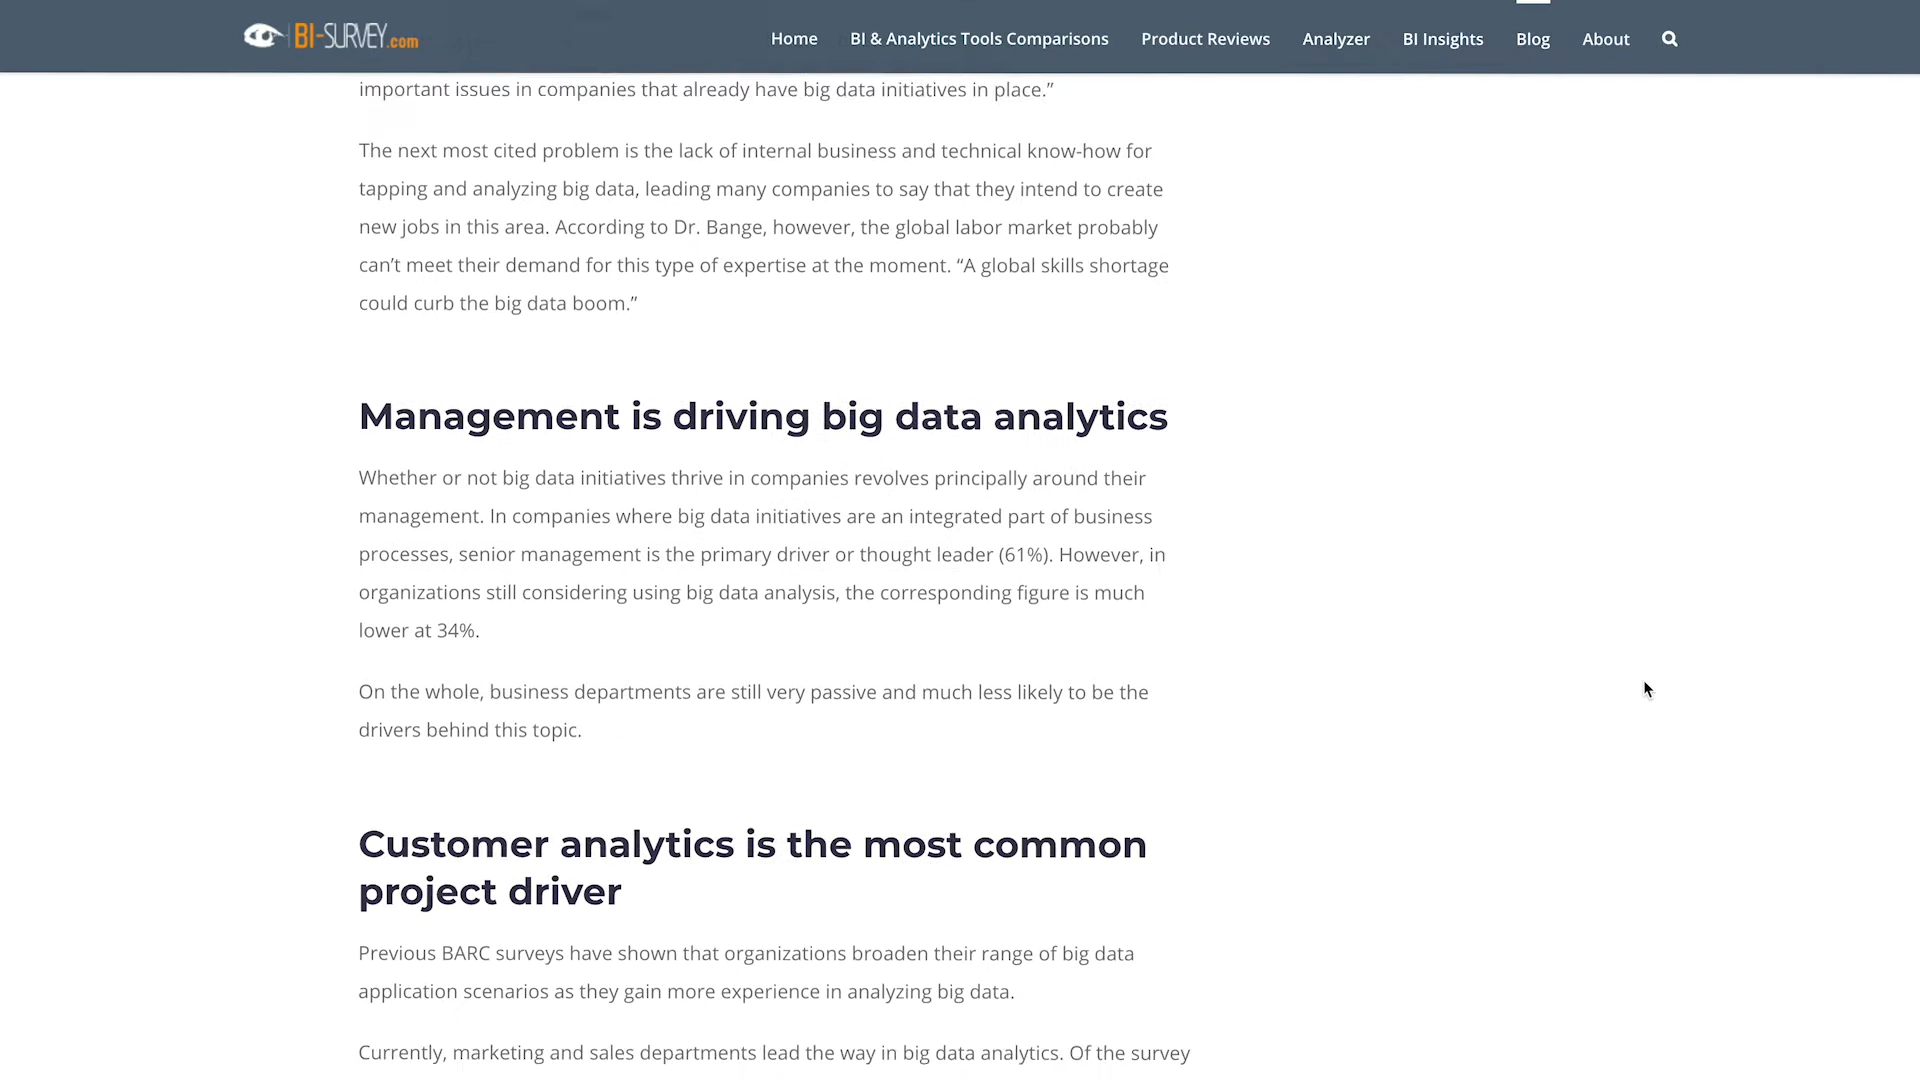 BI-SURVEY.com
Home BI & Analytics Tools Comparisons Product Reviews Analyzer BI Insights Blog About
important issues in companies that already have big data initiatives in place.”
The next most cited problem is the lack of internal business and technical know-how for
tapping and analyzing big data, leading many companies to say that they intend to create
new jobs in this area. According to Dr. Bange, however, the global labor market probably
can’t meet their demand for this type of expertise at the moment. “A global skills shortage
could curb the big data boom.”
Management is driving big data analytics
Whether or not big data initiatives thrive in companies revolves principally around their
management. In companies where big data initiatives are an integrated part of business
processes, senior management is the primary driver or thought leader (61%). However, in
organizations still considering using big data analysis, the corresponding figure is much
lower at 34%.
On the whole, business departments are still very passive and much less likely to be the
drivers behind this topic.
Customer analytics is the most common
project driver
Previous BARC surveys have shown that organizations broaden their range of big data
application scenarios as they gain more experience in analyzing big data.
Currently, marketing and sales departments lead the way in big data analytics. Of the survey